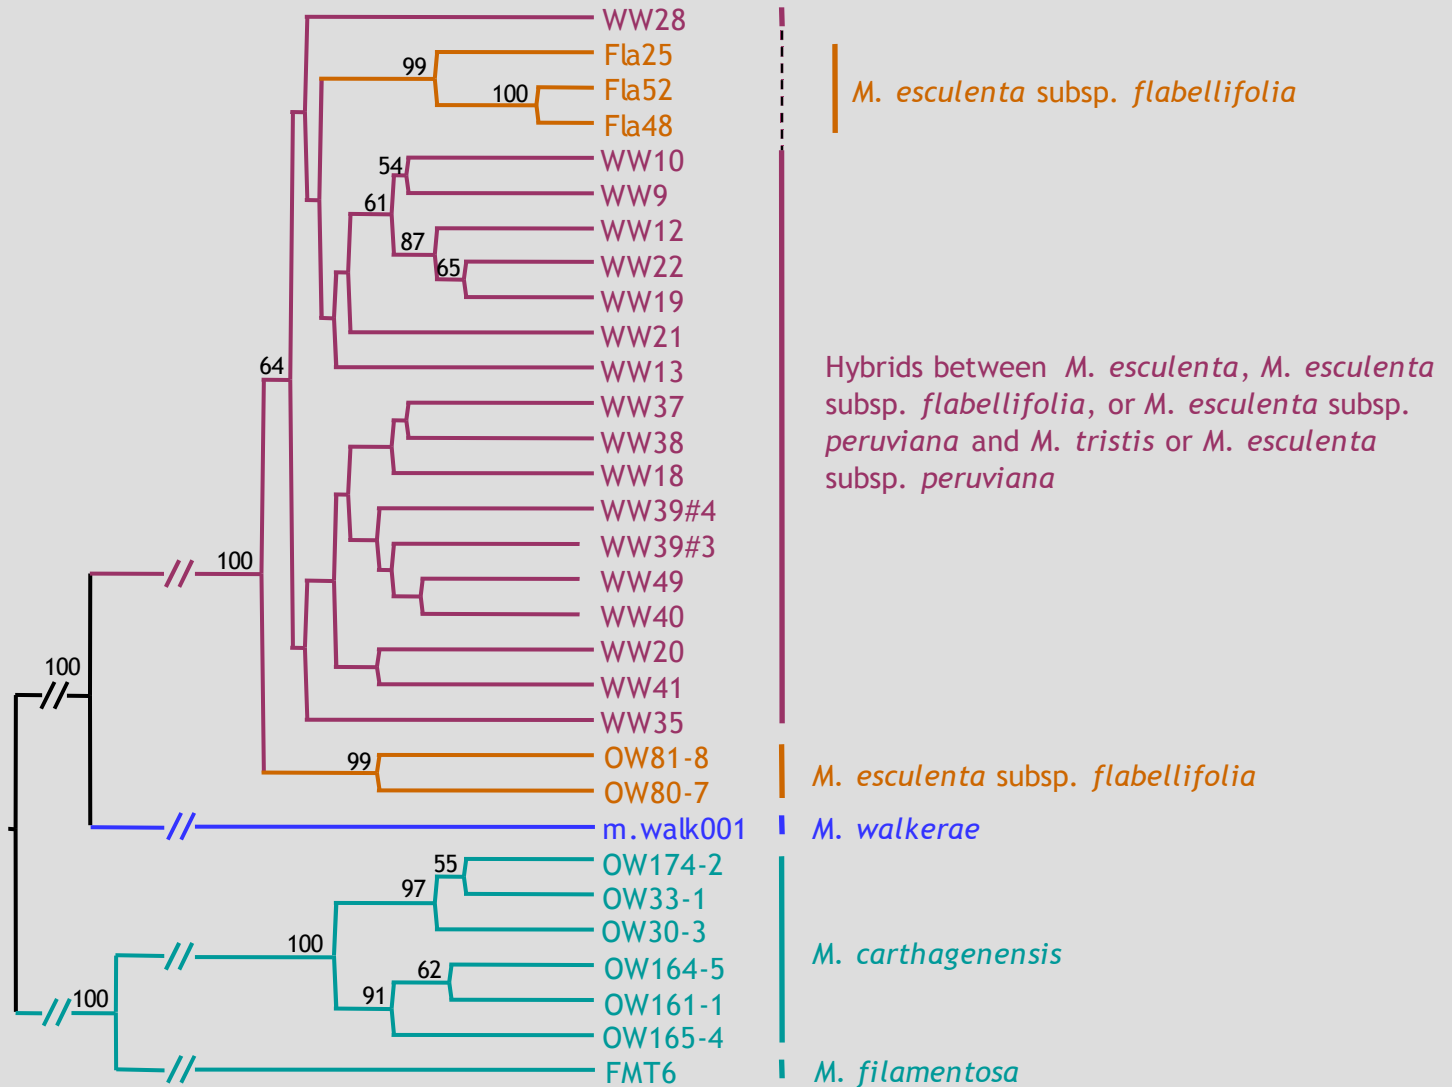 WW28
Fla25
99
Fla52
100
M. esculenta subsp. flabellifolia
Fla48
WW10
54
WW9
61
WW12
87
WW22
65
WW19
WW21
64
WW13
Hybrids between M. esculenta, M. esculenta
subsp. flabellifolia, or M. esculenta subsp.
peruviana and M. tristis or M. esculenta
subsp. peruviana
WW37
WW38
WW18
WW39#4
WW39#3
100
WW49
WW40
WW20
100
WW41
WW35
OW81-8
99
OW80-7
M. esculenta subsp. flabellifolia
m.walk001
M. walkerae
OW174-2
55
OW33-1
97
OW30-3
100
M. carthagenensis
OW164-5
62
OW161-1
91
100
OW165-4
FMT6
M. filamentosa